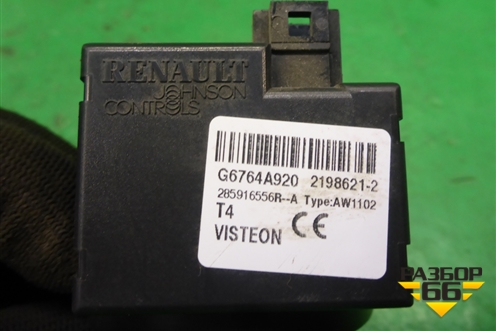 RENAULT
JOHNSON
CONTROLS
G6764A920 2198621-2
285916556R--A Type:AW1102
T4 CE
VISTEON
РАЗБОР
66